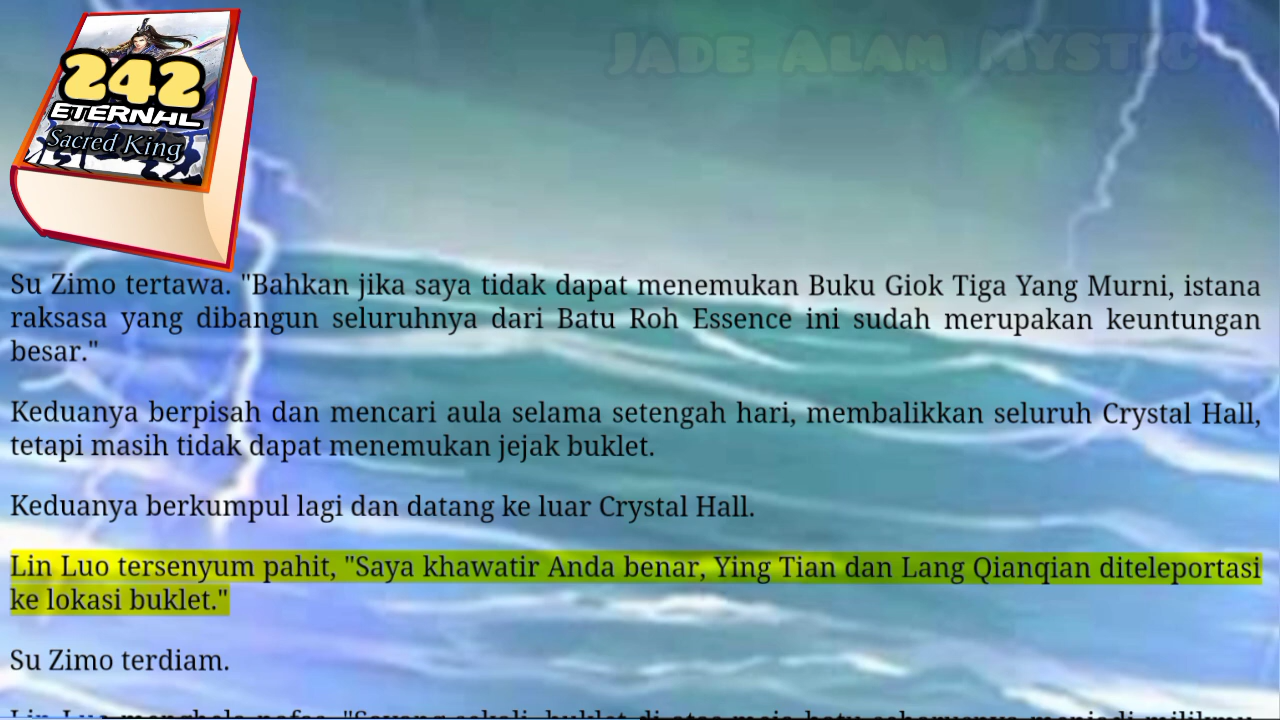 JADE ALAM MYSTIC
242
ETERNAL
Sacred King
Su Zimo tertawa. "Bahkan jika saya tidak dapat menemukan Buku Giok Tiga Yang Murni, istana
raksasa yang dibangun seluruhnya dari Batu Roh Essence ini sudah merupakan keuntungan
besar."
Keduanya berpisah dan mencari aula selama setengah hari, membalikkan seluruh Crystal Hall,
tetapi masih tidak dapat menemukan jejak buklet.
Keduanya berkumpul lagi dan datang ke luar Crystal Hall.
Lin Luo tersenyum pahit, "Saya khawatir Anda benar, Ying Tian dan Lang Qianqian diteleportasi
ke lokasi buklet."
Su Zimo terdiam.